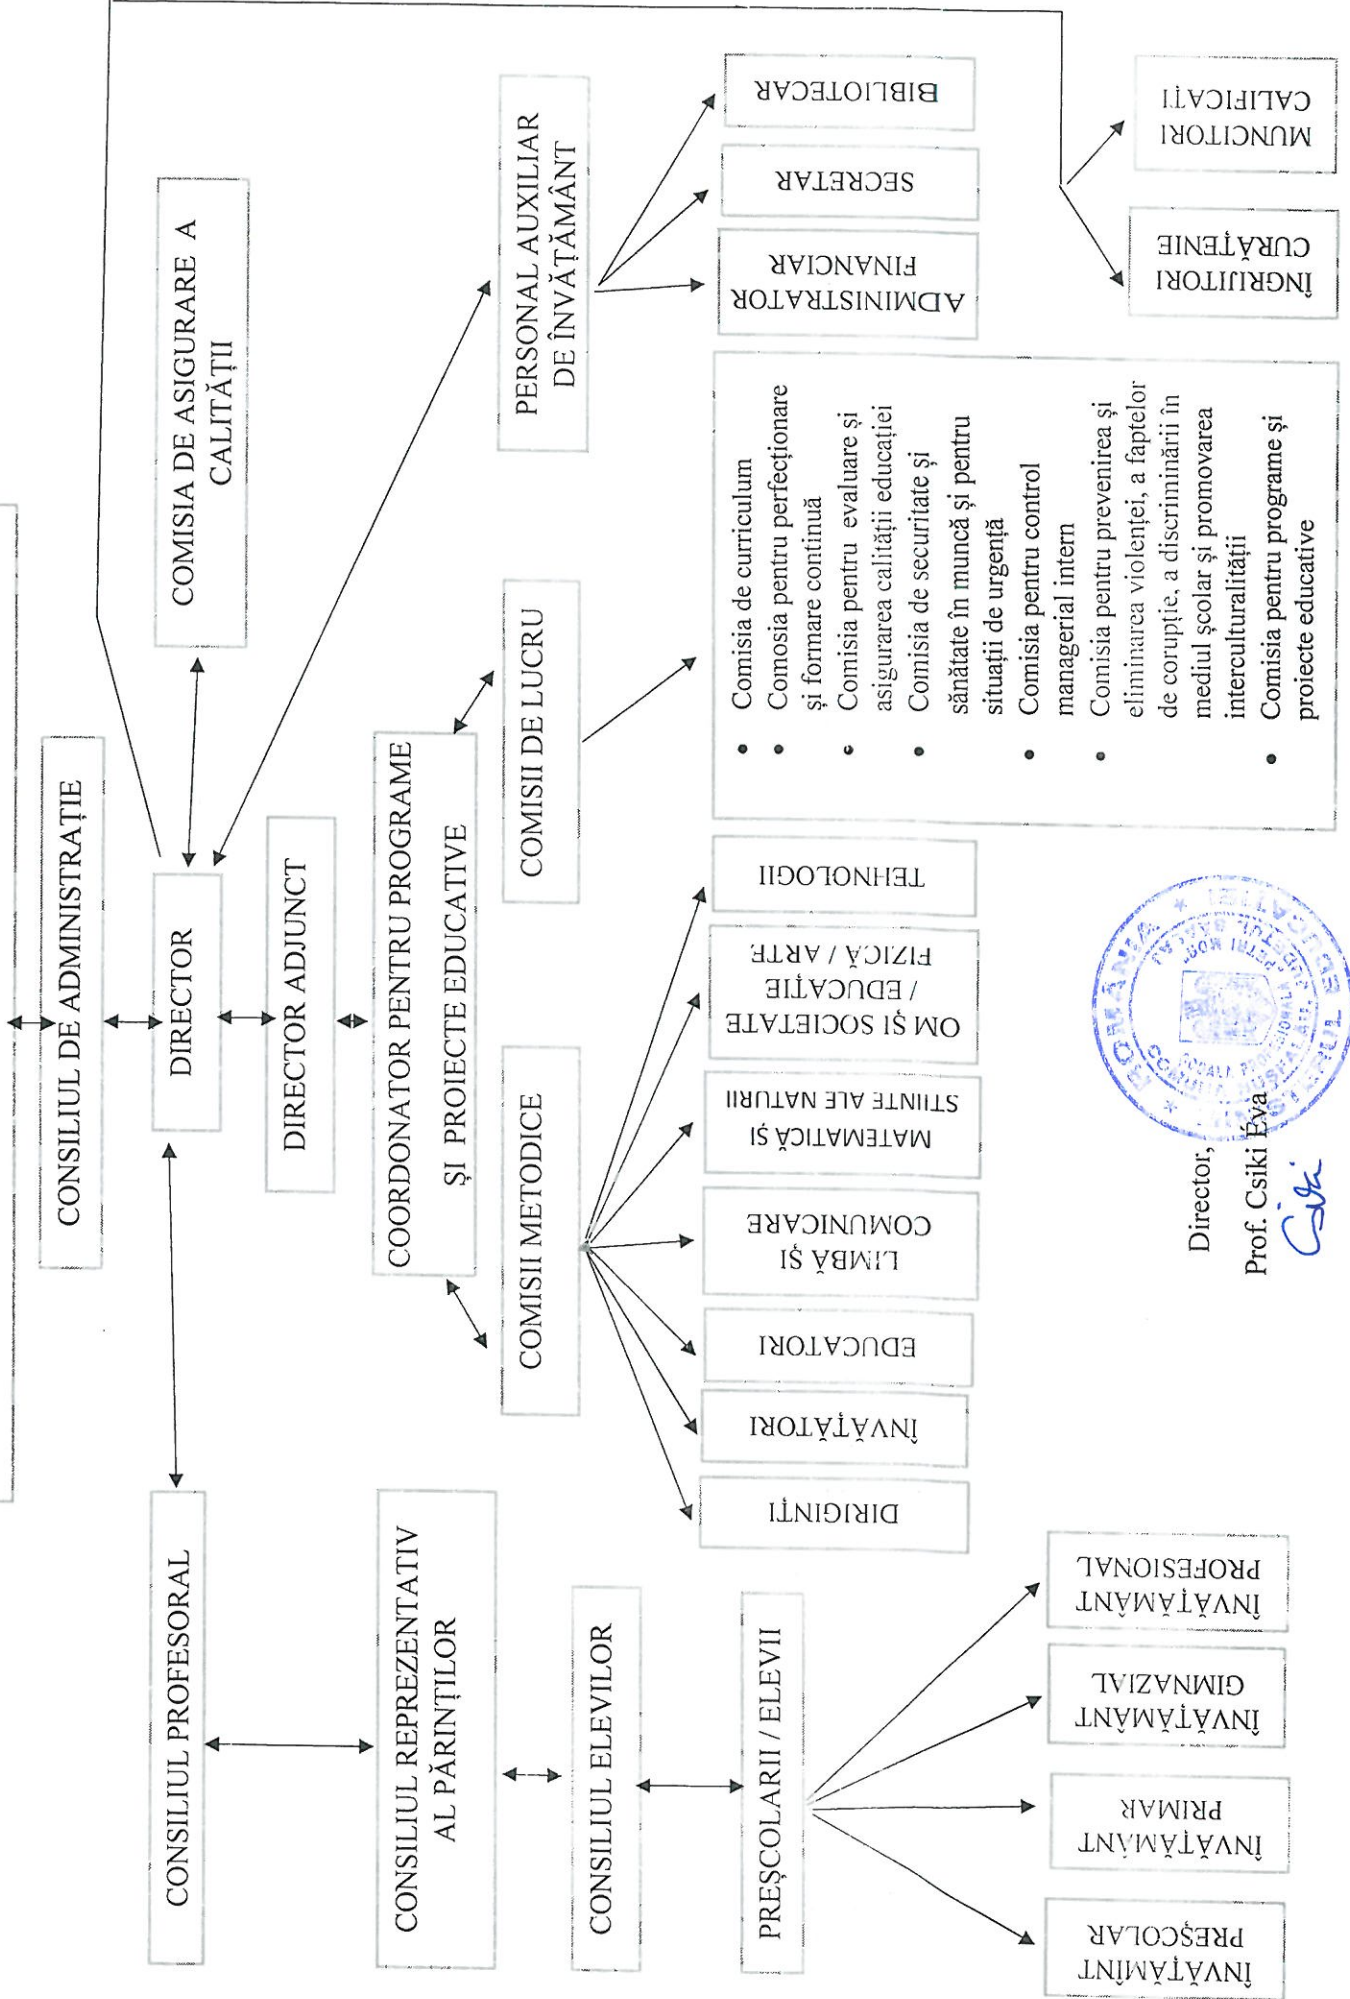 CONSILIUL DE ADMINISTRAȚIE
CONSILIUL PROFESORAL
DIRECTOR
COMISIA DE ASIGURARE A
CALITĂȚII
DIRECTOR ADJUNCT
CONSILIUL REPREZENTATIV
AL PĂRINȚILOR
COORDONATOR PENTRU PROGRAME
ȘI PROIECTE EDUCATIVE
COMISII METODICE
COMISII DE LUCRU
PERSONAL AUXILIAR
DE ÎNVĂȚĂMÂNT
CONSILIUL ELEVILOR
PREȘCOLARII / ELEVII
DIRIGINȚI
ÎNVĂȚĂTORI
EDUCATORI
LIMBĂ ȘI
COMUNICARE
MATEMATICĂ ȘI
STIINTE ALE NATURII
OM ȘI SOCIETATE
/ EDUCAȚIE
FIZICĂ / ARTE
TEHNOLOGII
• Comisia de curriculum
• Comosia pentru perfecționare
și formare continuă
• Comisia pentru evaluare și
asigurarea calității educației
• Comisia de securitate și
sănătate în muncă și pentru
situații de urgență
• Comisia pentru control
managerial intern
• Comisia pentru prevenirea și
eliminarea violenței, a faptelor
de corupție, a discriminării în
mediul școlar și promovarea
interculturalității
• Comisia pentru programe și
proiecte educative
ADMINISTRATOR
FINANCIAR
SECRETAR
BIBLIOTECAR
ÎNVĂȚĂMÎNT
PREȘCOLAR
ÎNVĂȚĂMÂNT
PRIMAR
ÎNVĂȚĂMÂNT
GIMNAZIAL
ÎNVĂȚĂMÂNT
PROFESIONAL
ÎNGRIJITORI
CURĂȚENIE
MUNCITORI
CALIFICAȚI
Director,
Prof. Csiki Éva
ROMÂNIA
MINISTERUL EDUCAȚIEI